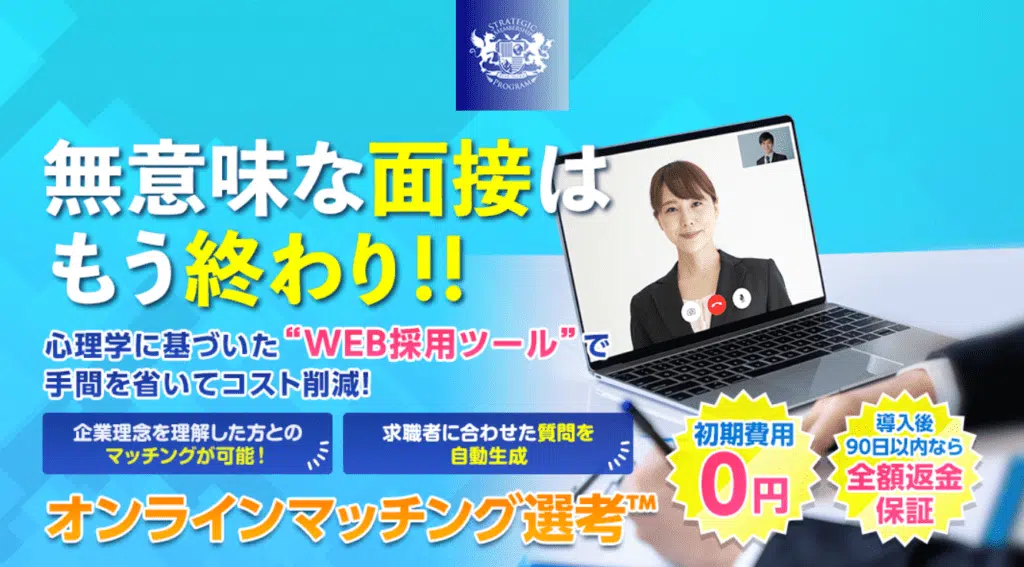 STRATEGIC
MEMBERSHIP
PROGRAM
無意味な面接は
もう終わり!!
心理学に基づいた“WEB採用ツール”で
手間を省いてコスト削減!
企業理念を理解した方との
マッチングが可能!
求職者に合わせた質問を
自動生成
オンラインマッチング選考™
初期費用
0円
導入後
90日以内なら
全額返金
保証